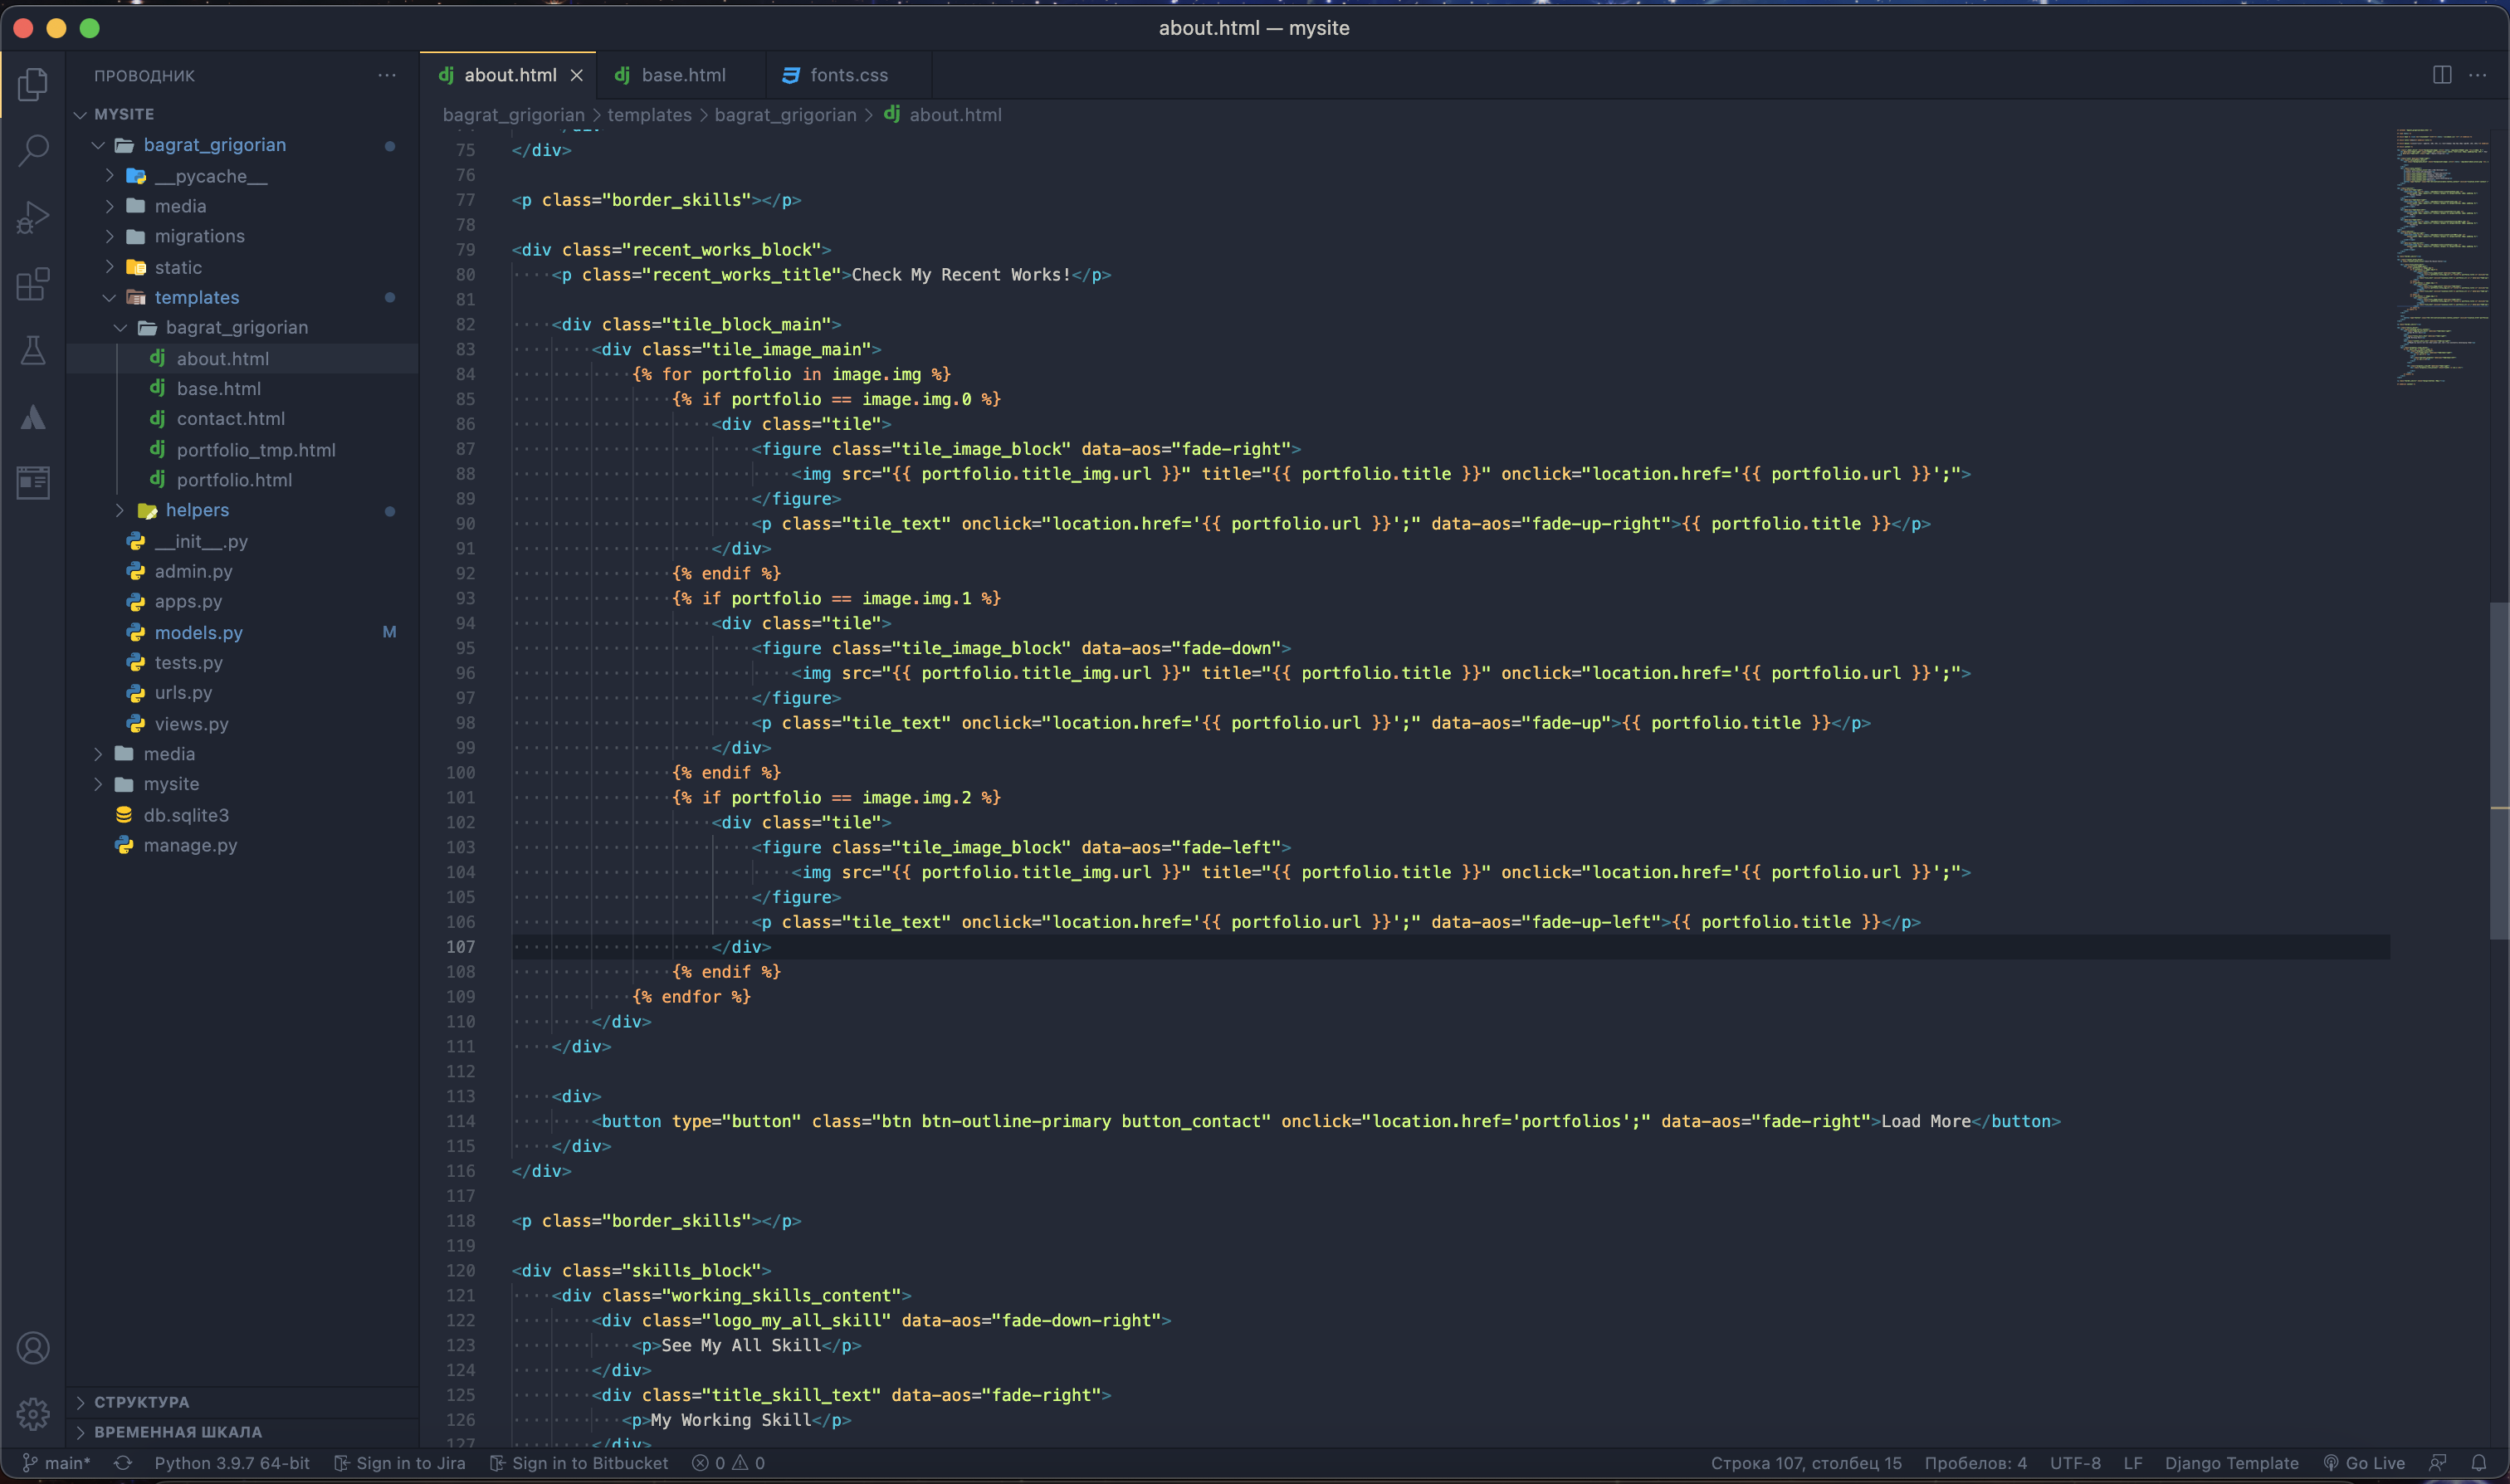 about.html — mysite
ПРОВОДНИК
MYSITE
bagrat_grigorian
__pycache__
media
migrations
static
templates
bagrat_grigorian
about.html
base.html
contact.html
portfolio_tmp.html
portfolio.html
helpers
__init__.py
admin.py
apps.py
models.py M
tests.py
urls.py
views.py
media
mysite
db.sqlite3
manage.py
СТРУКТУРА
ВРЕМЕННАЯ ШКАЛА
about.html base.html fonts.css
bagrat_grigorian > templates > bagrat_grigorian > about.html
75 </div>
76
77 <p class="border_skills"></p>
78
79 <div class="recent_works_block">
80 <p class="recent_works_title">Check My Recent Works!</p>
81
82 <div class="tile_block_main">
83 <div class="tile_image_main">
84 {% for portfolio in image.img %}
85 {% if portfolio == image.img.0 %}
86 <div class="tile">
87 <figure class="tile_image_block" data-aos="fade-right">
88 <img src="{{ portfolio.title_img.url }}" title="{{ portfolio.title }}" onclick="location.href='{{ portfolio.url }}';">
89 </figure>
90 <p class="tile_text" onclick="location.href='{{ portfolio.url }}';" data-aos="fade-up-right">{{ portfolio.title }}</p>
91 </div>
92 {% endif %}
93 {% if portfolio == image.img.1 %}
94 <div class="tile">
95 <figure class="tile_image_block" data-aos="fade-down">
96 <img src="{{ portfolio.title_img.url }}" title="{{ portfolio.title }}" onclick="location.href='{{ portfolio.url }}';">
97 </figure>
98 <p class="tile_text" onclick="location.href='{{ portfolio.url }}';" data-aos="fade-up">{{ portfolio.title }}</p>
99 </div>
100 {% endif %}
101 {% if portfolio == image.img.2 %}
102 <div class="tile">
103 <figure class="tile_image_block" data-aos="fade-left">
104 <img src="{{ portfolio.title_img.url }}" title="{{ portfolio.title }}" onclick="location.href='{{ portfolio.url }}';">
105 </figure>
106 <p class="tile_text" onclick="location.href='{{ portfolio.url }}';" data-aos="fade-up-left">{{ portfolio.title }}</p>
107 </div>
108 {% endif %}
109 {% endfor %}
110 </div>
111 </div>
112
113 <div>
114 <button type="button" class="btn btn-outline-primary button_contact" onclick="location.href='portfolios';" data-aos="fade-right">Load More</button>
115 </div>
116 </div>
117
118 <p class="border_skills"></p>
119
120 <div class="skills_block">
121 <div class="working_skills_content">
122 <div class="logo_my_all_skill" data-aos="fade-down-right">
123 <p>See My All Skill</p>
124 </div>
125 <div class="title_skill_text" data-aos="fade-right">
126 <p>My Working Skill</p>
127 </div>
main* Python 3.9.7 64-bit Sign in to Jira Sign in to Bitbucket 0 0 Строка 107, столбец 15 Пробелов: 4 UTF-8 LF Django Template Go Live